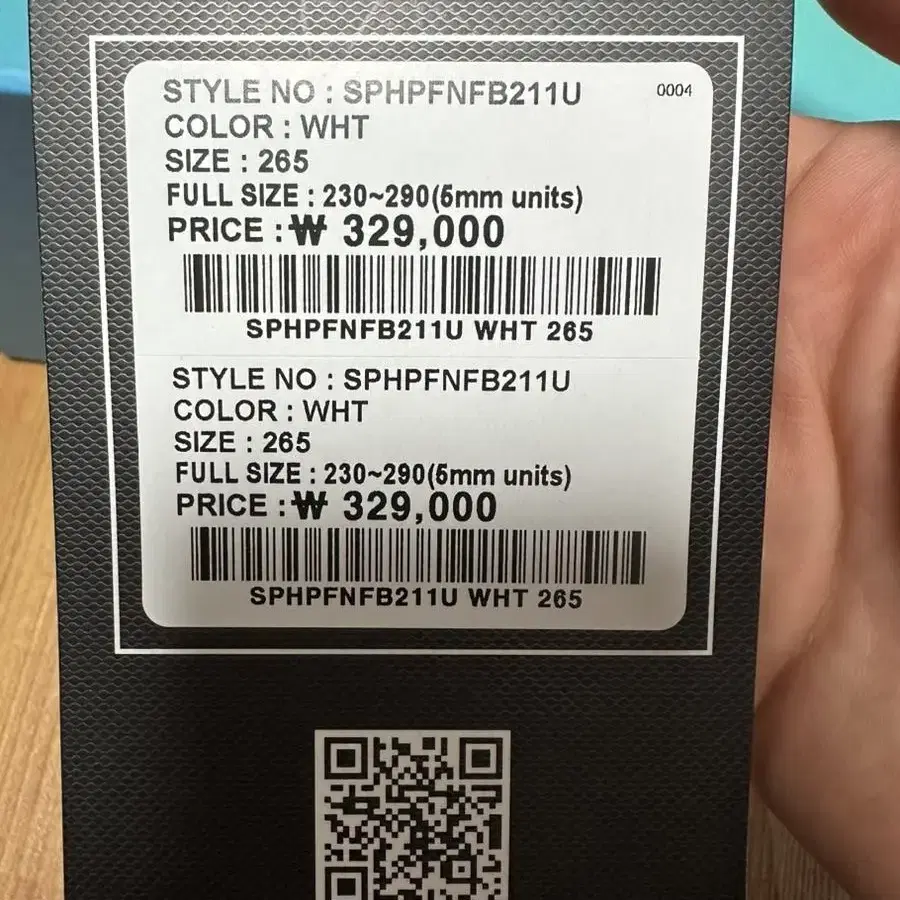 STYLE NO : SPHPFNFB211U
0004
COLOR : WHT
SIZE : 265
FULL SIZE : 230~290(5mm units)
PRICE : ₩ 329,000
SPHPFNFB211U WHT 265
STYLE NO : SPHPFNFB211U
COLOR : WHT
SIZE : 265
FULL SIZE : 230~290(5mm units)
PRICE : ₩ 329,000
SPHPFNFB211U WHT 265